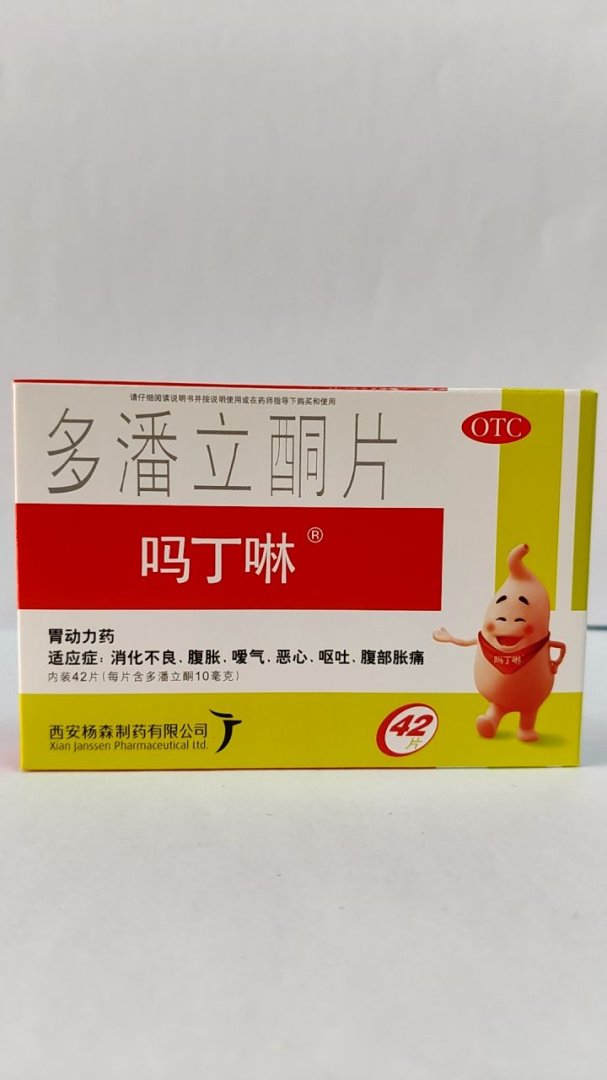 请仔细阅读说明书并按说明使用或在药师指导下购买和使用
多潘立酮片
OTC
吗丁啉®
胃动力药
适应症：消化不良、腹胀、嗳气、恶心、呕吐、腹部胀痛
内装42片（每片含多潘立酮10毫克）
吗丁啉
西安杨森制药有限公司
Xian Janssen Pharmaceutical Ltd.
42
片